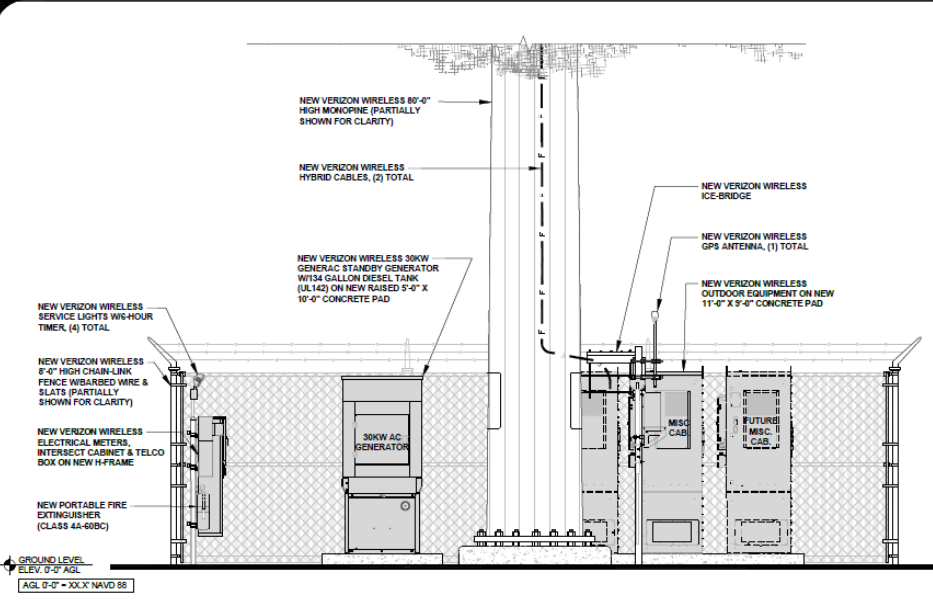 NEW VERIZON WIRELESS 80'-0"
HIGH MONOPINE (PARTIALLY
SHOWN FOR CLARITY)
NEW VERIZON WIRELESS
HYBRID CABLES, (2) TOTAL
NEW VERIZON WIRELESS
ICE-BRIDGE
NEW VERIZON WIRELESS
GPS ANTENNA, (1) TOTAL
NEW VERIZON WIRELESS 30KW
GENERAC STANDBY GENERATOR
W/134 GALLON DIESEL TANK
(UL142) ON NEW RAISED 5'-0" X
10'-0" CONCRETE PAD
NEW VERIZON WIRELESS
OUTDOOR EQUIPMENT ON NEW
11'-0" X 9'-0" CONCRETE PAD
NEW VERIZON WIRELESS
SERVICE LIGHTS W/6-HOUR
TIMER, (4) TOTAL
NEW VERIZON WIRELESS
8'-0" HIGH CHAIN-LINK
FENCE W/BARBED WIRE &
SLATS (PARTIALLY
SHOWN FOR CLARITY)
NEW VERIZON WIRELESS
ELECTRICAL METERS,
INTERSECT CABINET & TELCO
BOX ON NEW H-FRAME
NEW PORTABLE FIRE
EXTINGUISHER
(CLASS 4A-60BC)
30KW AC
GENERATOR
MISC
CAB.
FUTURE
MISC.
CAB.
GROUND LEVEL
ELEV. 0'-0" AGL
AGL 0'-0" = XX.X' NAVD 88